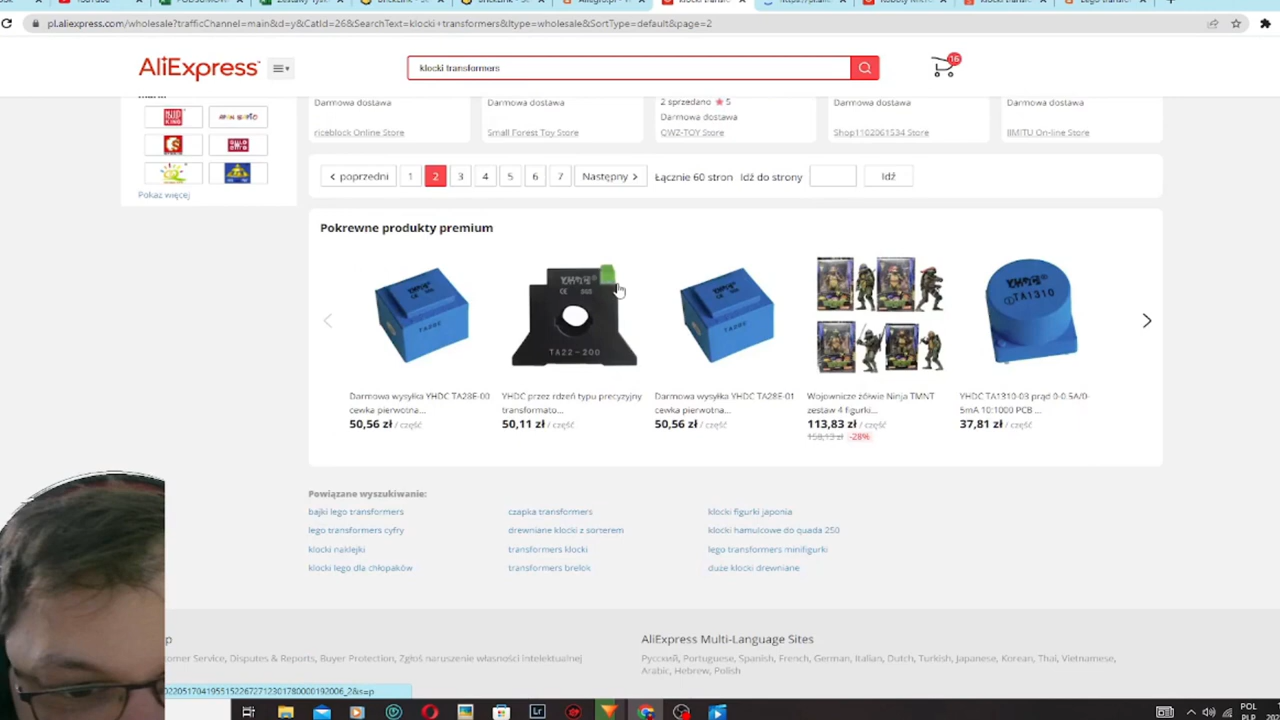 pl.aliexpress.com/wholesale?trafficChannel=main&d=y&CatId=26&SearchText=klocki+transformers&ltype=wholesale&SortType=default&page=2
AliExpress
klocki transformers
16
Darmowa dostawa
Darmowa dostawa
2 sprzedano ★ 5
Darmowa dostawa
Darmowa dostawa
Darmowa dostawa
riceblock Online Store
Small Forest Toy Store
QWZ-TOY Store
Shop1102061534 Store
IIMITU On-line Store
Pokaż więcej
< poprzedni 1 2 3 4 5 6 7 Następny > Łącznie 60 stron Idź do strony Idź
Pokrewne produkty premium
TA22-200
TA1310
Darmowa wysyłka YHDC TA28E-00
cewka pierwotna...
50,56 zł / część
YHDC przez rdzeń typu precyzyjny
transformato...
50,11 zł / część
Darmowa wysyłka YHDC TA28E-01
cewka pierwotna...
50,56 zł / część
Wojownicze żółwie Ninja TMNT
zestaw 4 figurki...
113,83 zł / część
158,13 zł -28%
YHDC TA1310-03 prąd 0-0.5A/0-
5mA 10:1000 PCB ...
37,81 zł / część
Powiązane wyszukiwanie:
bajki lego transformers
czapka transformers
klocki figurki japonia
lego transformers cyfry
drewniane klocki z sorterem
klocki hamulcowe do quada 250
klocki naklejki
transformers klocki
lego transformers minifigurki
klocki lego dla chłopaków
transformers brelok
duże klocki drewniane
AliExpress Multi-Language Sites
Customer Service, Disputes & Reports, Buyer Protection, Zgłoś naruszenie własności intelektualnej
Русский, Portuguese, Spanish, French, German, Italian, Dutch, Turkish, Japanese, Korean, Thai, Vietnamese,
Arabic, Hebrew, Polish
POL